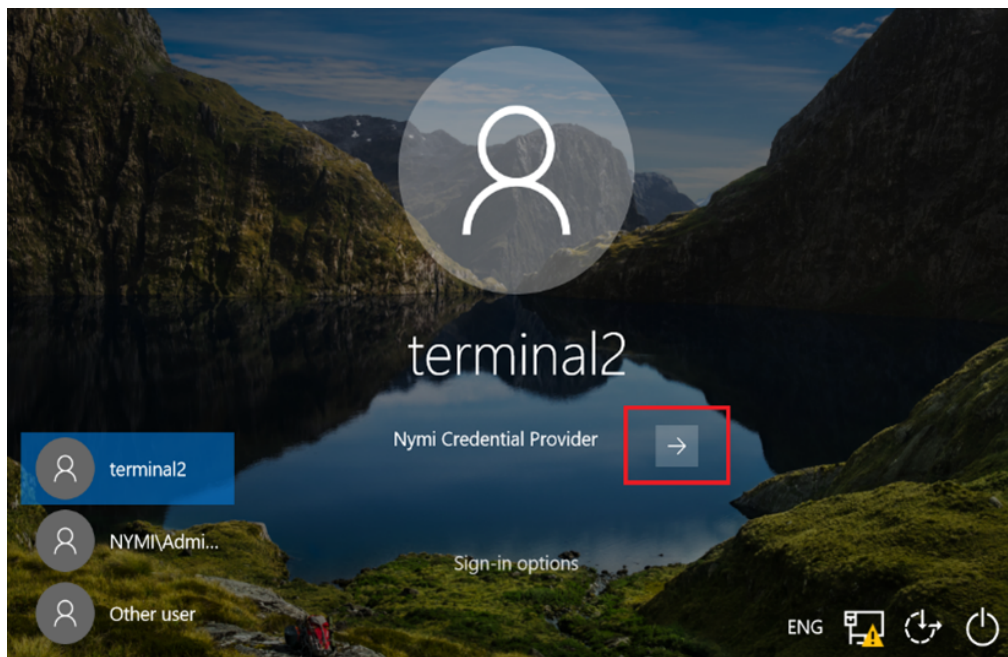 terminal2
Nymi Credential Provider
terminal2
NYMI\Admi...
Sign-in options
Other user
ENG